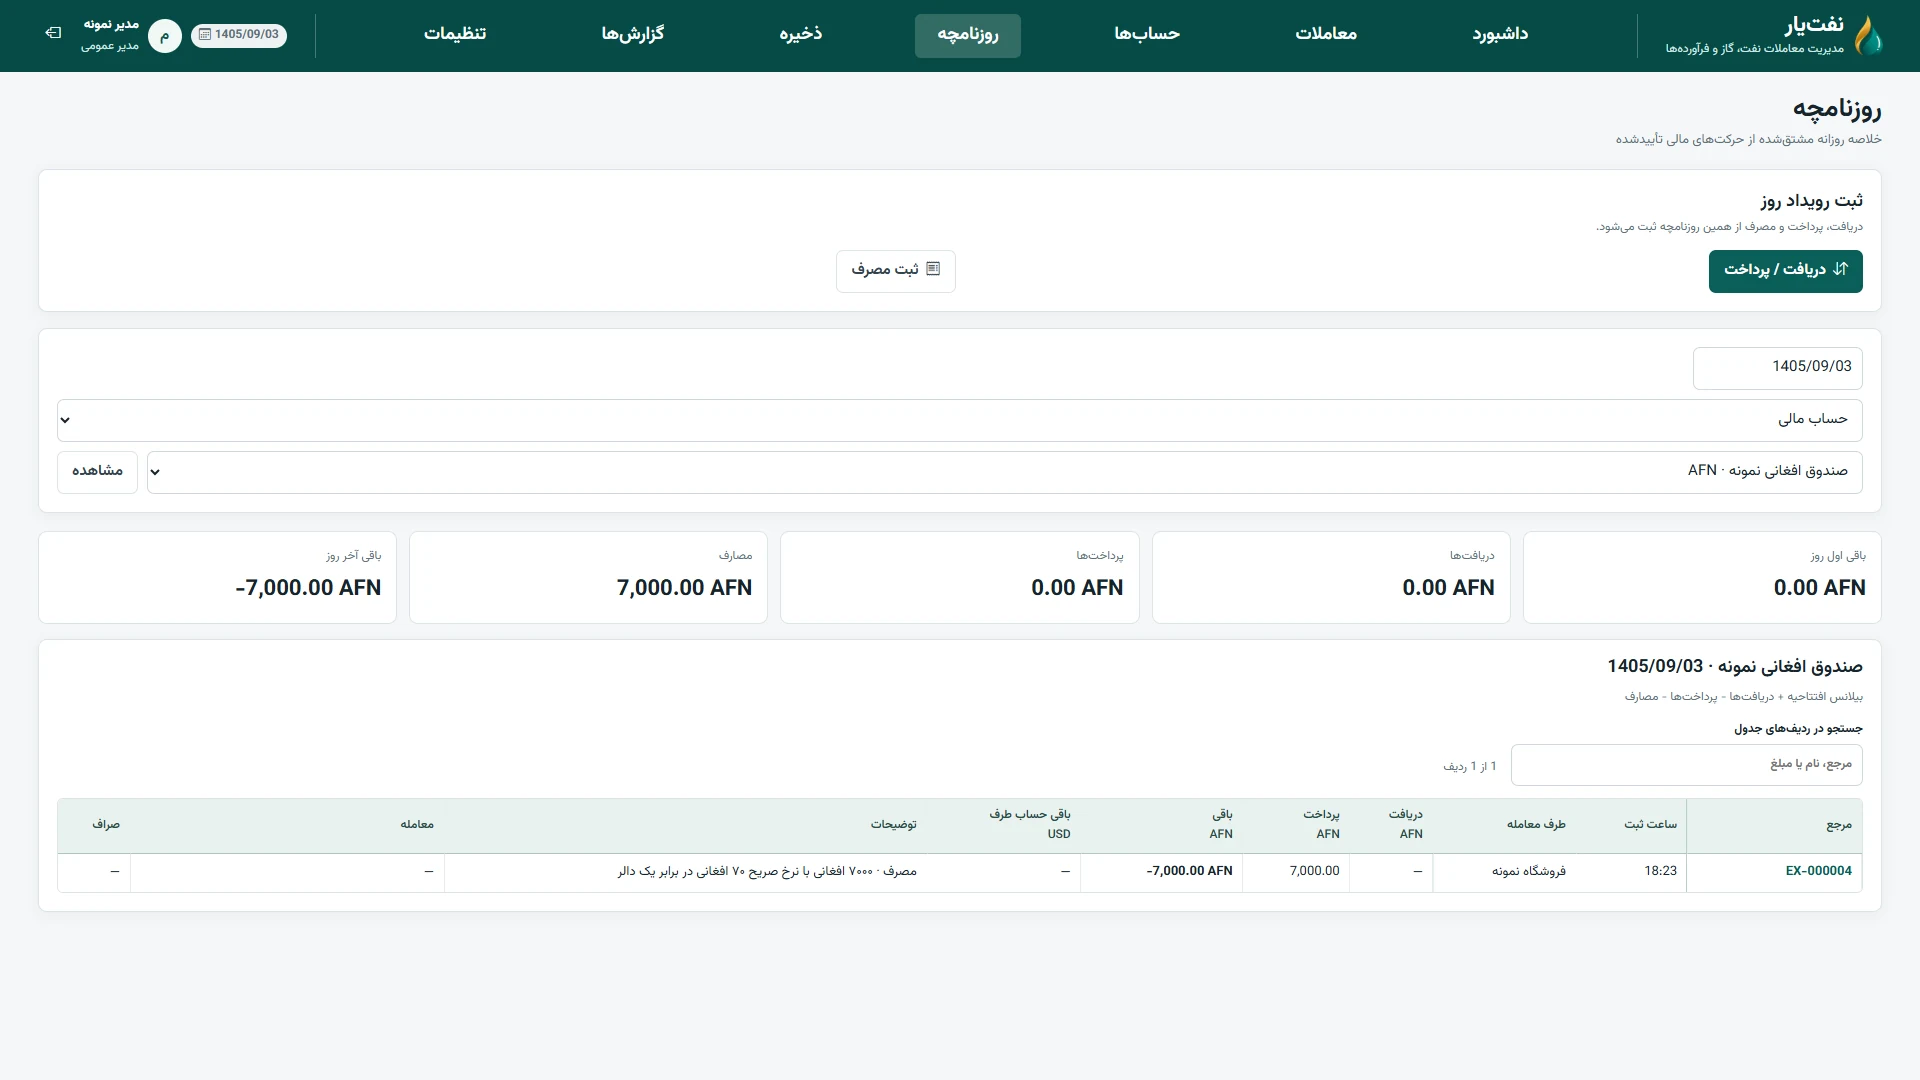 نفت‌یار
مدیریت معاملات نفت، گاز و فرآورده‌ها
داشبورد
معاملات
حساب‌ها
روزنامچه
ذخیره
گزارش‌ها
تنظیمات
1405/09/03
م
مدیر نمونه
مدیر عمومی
روزنامچه
خلاصه روزانه مشتق‌شده از حرکت‌های مالی تأییدشده
ثبت رویداد روز
دریافت، پرداخت و مصرف از همین روزنامچه ثبت می‌شود.
دریافت / پرداخت
ثبت مصرف
1405/09/03
حساب مالی
صندوق افغانی نمونه · AFN
مشاهده
باقی اول روز
0.00 AFN
دریافت‌ها
0.00 AFN
پرداخت‌ها
0.00 AFN
مصارف
7,000.00 AFN
باقی آخر روز
-7,000.00 AFN
صندوق افغانی نمونه · 1405/09/03
بیلانس افتتاحیه + دریافت‌ها - پرداخت‌ها - مصارف
جستجو در ردیف‌های جدول
مرجع، نام یا مبلغ
1 از 1 ردیف
مرجع ساعت ثبت طرف معامله دریافت AFN پرداخت AFN باقی AFN باقی حساب طرف USD توضیحات معامله صراف
EX-000004 18:23 فروشگاه نمونه — 7,000.00 -7,000.00 AFN — مصرف · ۷۰۰۰ افغانی با نرخ صریح ۷۰ افغانی در برابر یک دالر — —